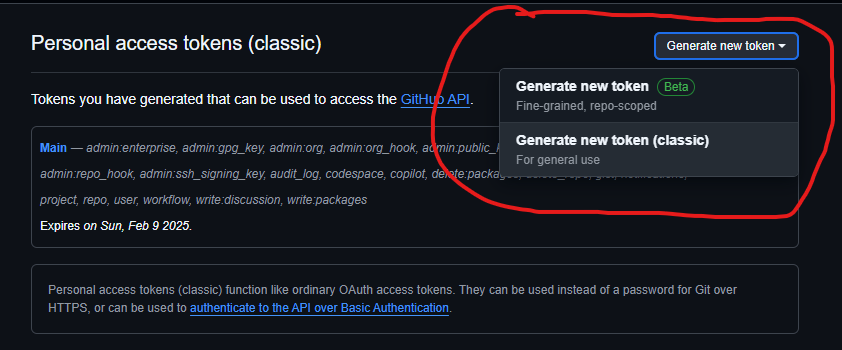 Personal access tokens (classic)
Generate new token
Generate new token Beta
Fine-grained, repo-scoped
Generate new token (classic)
For general use
Tokens you have generated that can be used to access the GitHub API.
Main — admin:enterprise, admin:gpg_key, admin:org, admin:org_hook,
admin:repo_hook, admin:ssh_signing_key, audit_log, codespace, copilot, delete:packages,
project, repo, user, workflow, write:discussion, write:packages
Expires on Sun, Feb 9 2025.
Personal access tokens (classic) function like ordinary OAuth access tokens. They can be used instead of a password for Git over
HTTPS, or can be used to authenticate to the API over Basic Authentication.